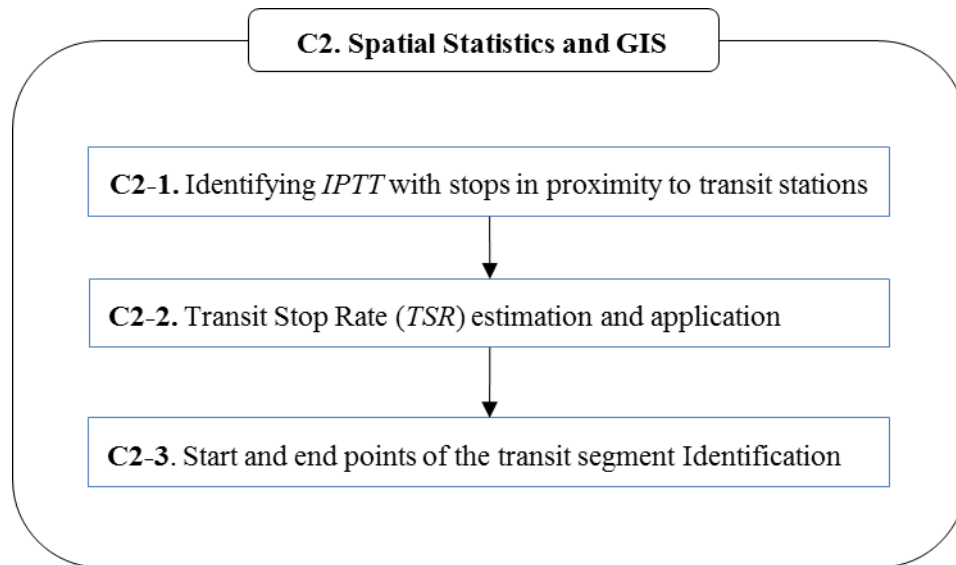 C2. Spatial Statistics and GIS
C2-1. Identifying IPTT with stops in proximity to transit stations
C2-2. Transit Stop Rate (TSR) estimation and application
C2-3. Start and end points of the transit segment Identification